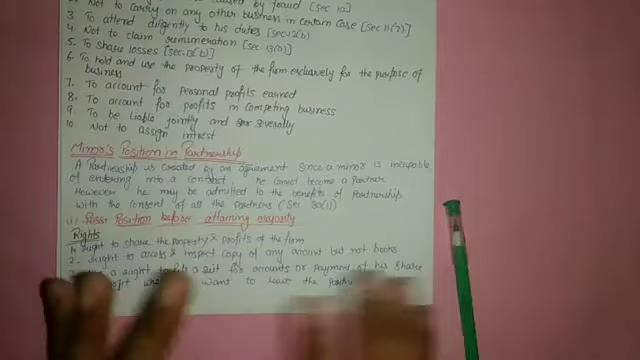 Not to carry on any other business in certain case [sec 11(2)]
3 To attend diligently to his duties [sec 12(b)
4 Not to claim remuneration [sec 13(a)]
5 To share losses [sec 13(b)]
6 To hold and use the property of the firm exclusively for the purpose of
business
7. To account for personal profits earned
8. To account for profits in competing business
9. To be liable jointly and severally
10 Not to assign intrest
Minor's Position in Partnership
A Partnership is created by an agreement since a minor is incapable
of entering into a contract, he cannot become a Partner
However he may be admitted to the benefits of Partnership
with the consent of all the partners (Sec 30(1))
Position before attaining majority
Rights
1. Right to share the property & profits of the firm
2. Right to access & inspect copy of any account but not books
a right to file a suit for accounts or payment of his share
want to leave the